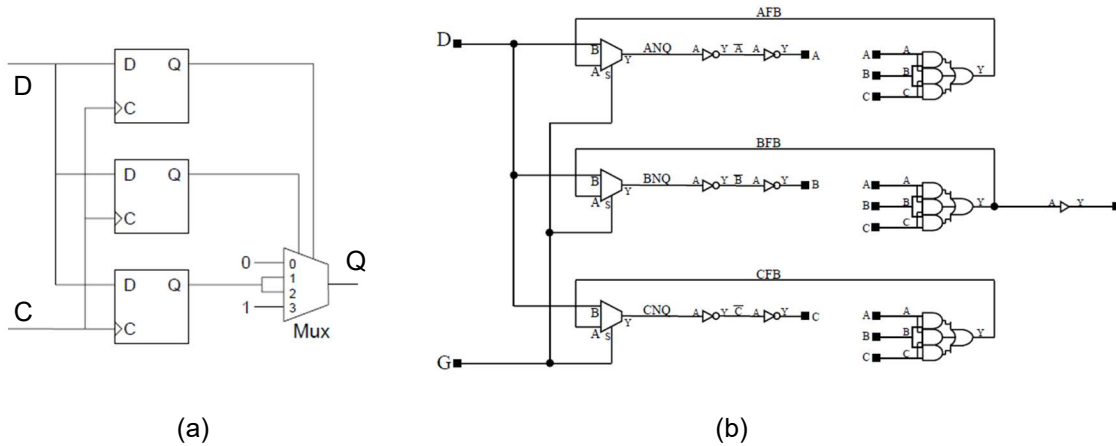 D Q
C
D
D Q
C
D Q
C
C
0 0
1
2
1 3
Q
Mux
(a)
AFB
D
B
A
S
Y
ANQ
A Y A̅ A Y
A
A A
B B
C C
Y
BFB
B
A
S
Y
BNQ
A Y B̅ A Y
B
A A
B B
C C
Y
A Y
CFB
B
A
S
Y
CNQ
A Y C̅ A Y
C
A A
B B
C C
Y
G
(b)